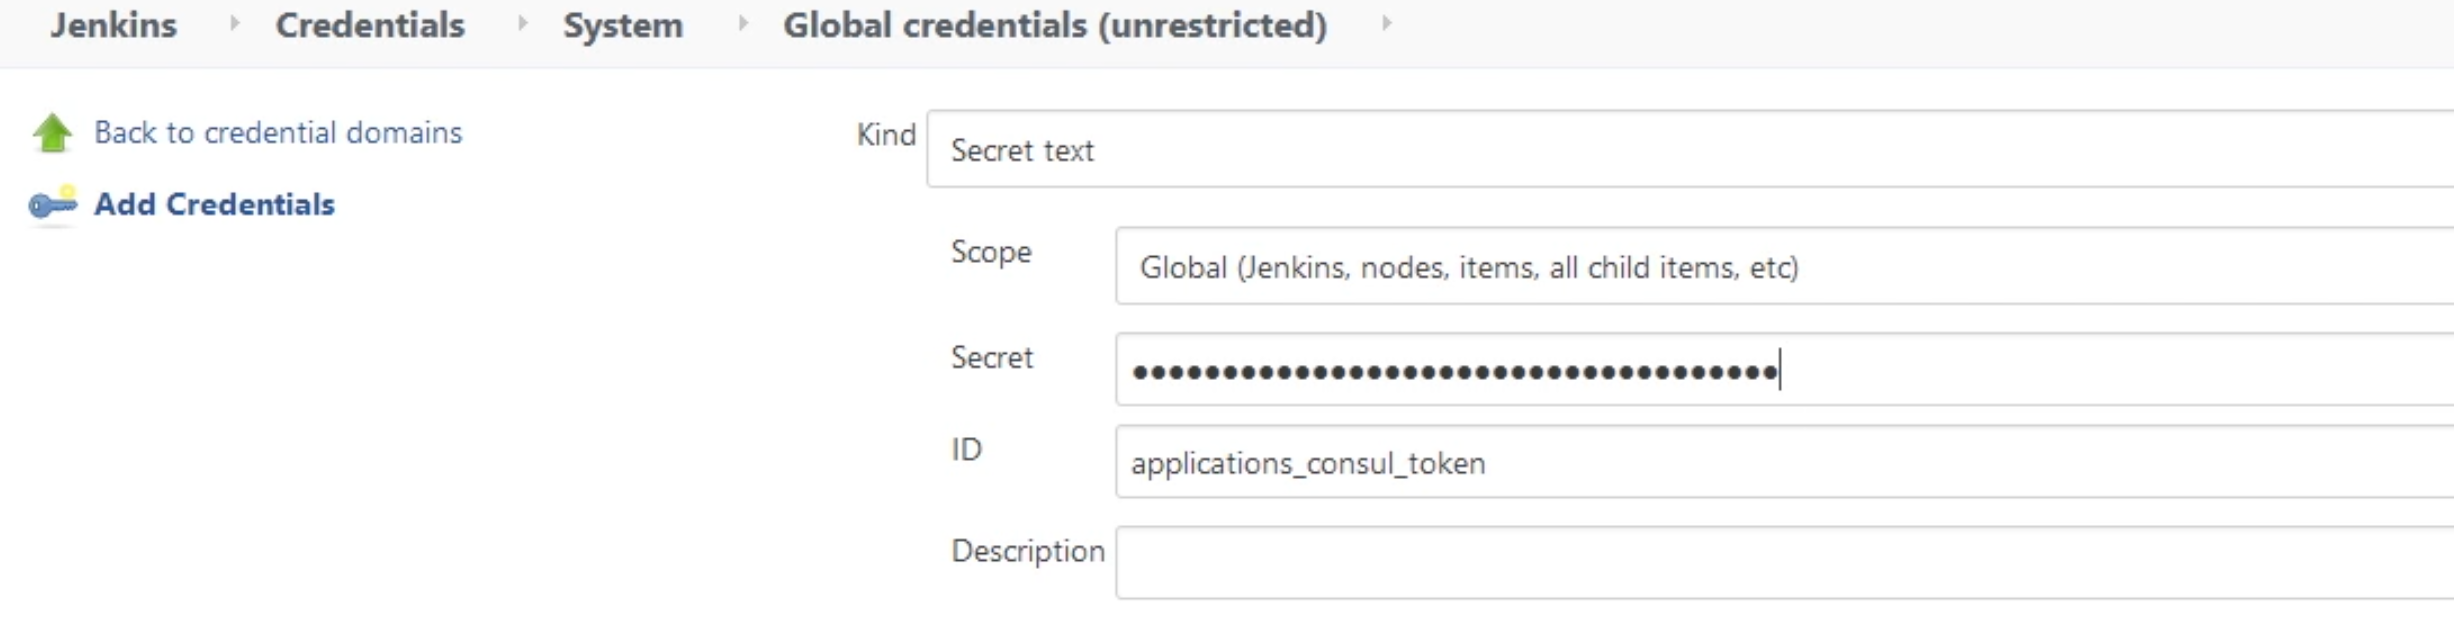 Jenkins Credentials System Global credentials (unrestricted)
Back to credential domains
Add Credentials
Kind Secret text
Scope Global (Jenkins, nodes, items, all child items, etc)
Secret ••••••••••••••••••••••••••••••••••••
ID applications_consul_token
Description